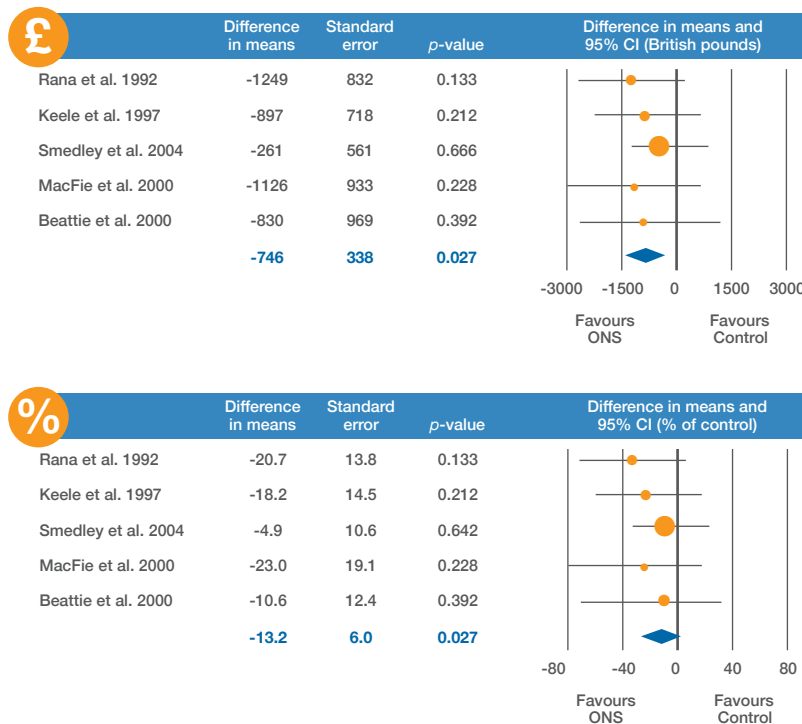 £
Difference in means Standard error p-value Difference in means and 95% CI (British pounds)
Rana et al. 1992 -1249 832 0.133
Keele et al. 1997 -897 718 0.212
Smedley et al. 2004 -261 561 0.666
MacFie et al. 2000 -1126 933 0.228
Beattie et al. 2000 -830 969 0.392
-746 338 0.027
-3000 -1500 0 1500 3000
Favours ONS Favours Control
%
Difference in means Standard error p-value Difference in means and 95% CI (% of control)
Rana et al. 1992 -20.7 13.8 0.133
Keele et al. 1997 -18.2 14.5 0.212
Smedley et al. 2004 -4.9 10.6 0.642
MacFie et al. 2000 -23.0 19.1 0.228
Beattie et al. 2000 -10.6 12.4 0.392
-13.2 6.0 0.027
-80 -40 0 40 80
Favours ONS Favours Control